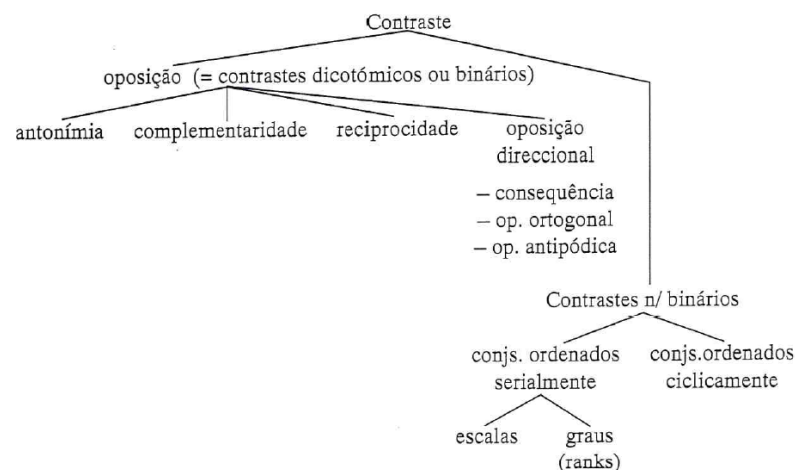 Contraste
oposição (= contrastes dicotómicos ou binários)
antonímia complementaridade reciprocidade oposição
direccional
– consequência
– op. ortogonal
– op. antipódica
Contrastes n/ binários
conjs. ordenados conjs.ordenados
serialmente ciclicamente
escalas graus
(ranks)